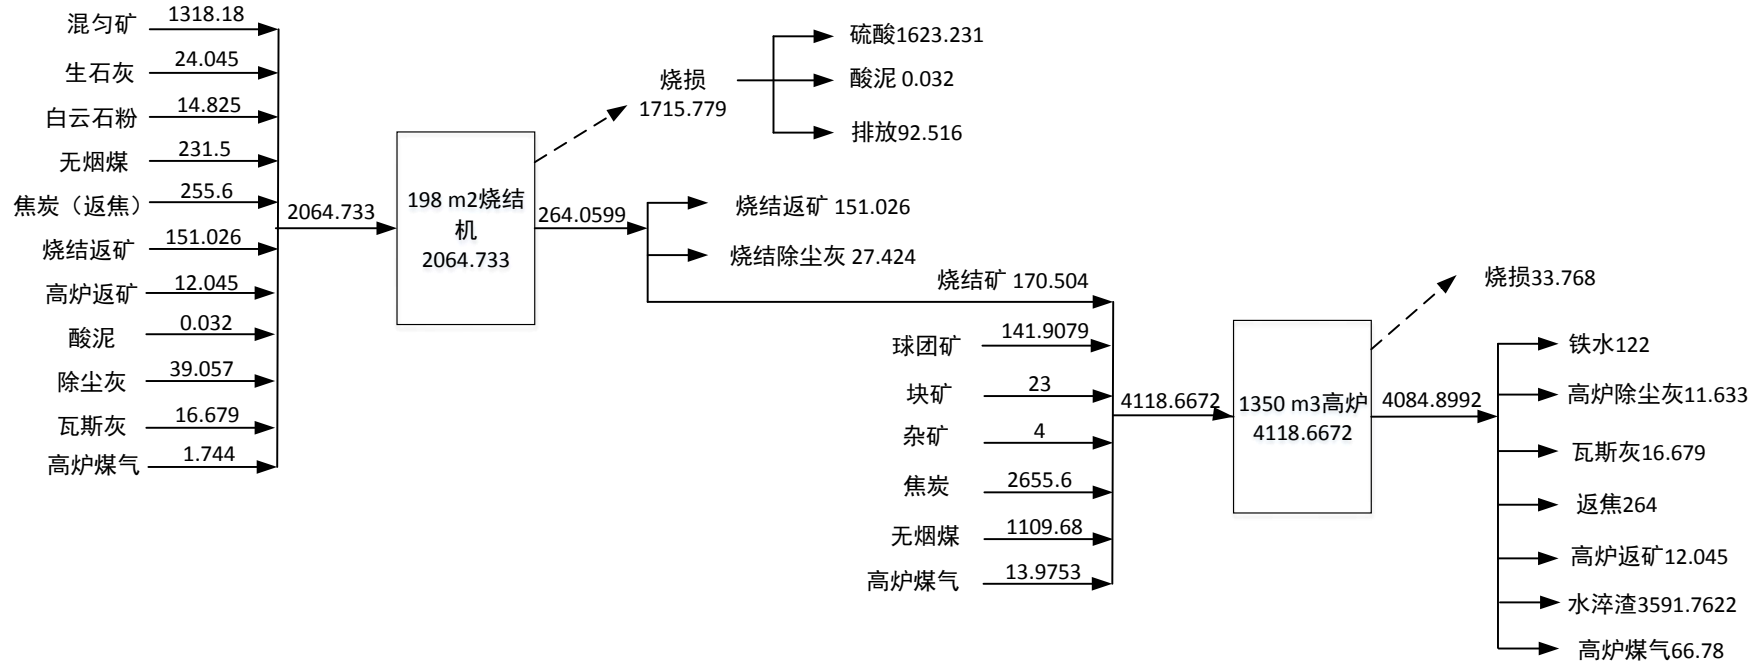 混匀矿
1318.18
生石灰
24.045
白云石粉
14.825
无烟煤
231.5
焦炭（返焦）
255.6
烧结返矿
151.026
高炉返矿
12.045
酸泥
0.032
除尘灰
39.057
瓦斯灰
16.679
高炉煤气
1.744
2064.733
198 m2烧结
机
2064.733
烧损
1715.779
硫酸1623.231
酸泥 0.032
排放92.516
264.0599
烧结返矿 151.026
烧结除尘灰 27.424
烧结矿 170.504
球团矿
141.9079
块矿
23
杂矿
4
焦炭
2655.6
无烟煤
1109.68
高炉煤气
13.9753
4118.6672
1350 m3高炉
4118.6672
烧损33.768
4084.8992
铁水122
高炉除尘灰11.633
瓦斯灰16.679
返焦264
高炉返矿12.045
水淬渣3591.7622
高炉煤气66.78